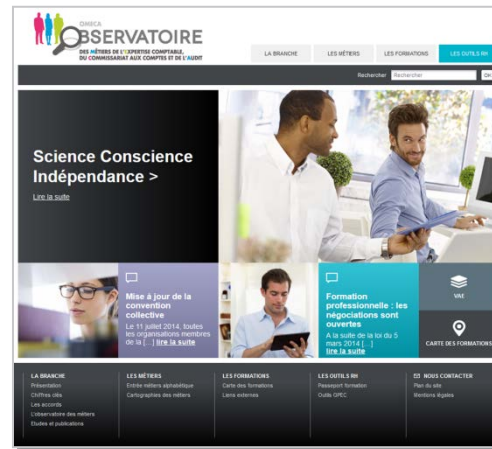 OMECA
OBSERVATOIRE
DES MÉTIERS DE L'EXPERTISE COMPTABLE,
DU COMMISSARIAT AUX COMPTES ET DE L'AUDIT
LA BRANCHE LES MÉTIERS LES FORMATIONS LES OUTILS RH
Rechercher Rechercher OK
Science Conscience
Indépendance >
Lire la suite
Mise à jour de la
convention
collective
Le 11 juillet 2014, toutes
les organisations membres
de la [...] lire la suite
Formation
professionnelle : les
négociations sont
ouvertes
A la suite de la loi du 5
mars 2014 [...]
lire la suite
VAE
CARTE DES FORMATIONS
LA BRANCHE LES MÉTIERS LES FORMATIONS LES OUTILS RH NOUS CONTACTER
Présentation Entrée métiers alphabétique Carte des formations Passeport formation Plan du site
Chiffres clés Cartographies des métiers Liens externes Outils GPEC Mentions légales
Les accords
L'observatoire des métiers
Etudes et publications